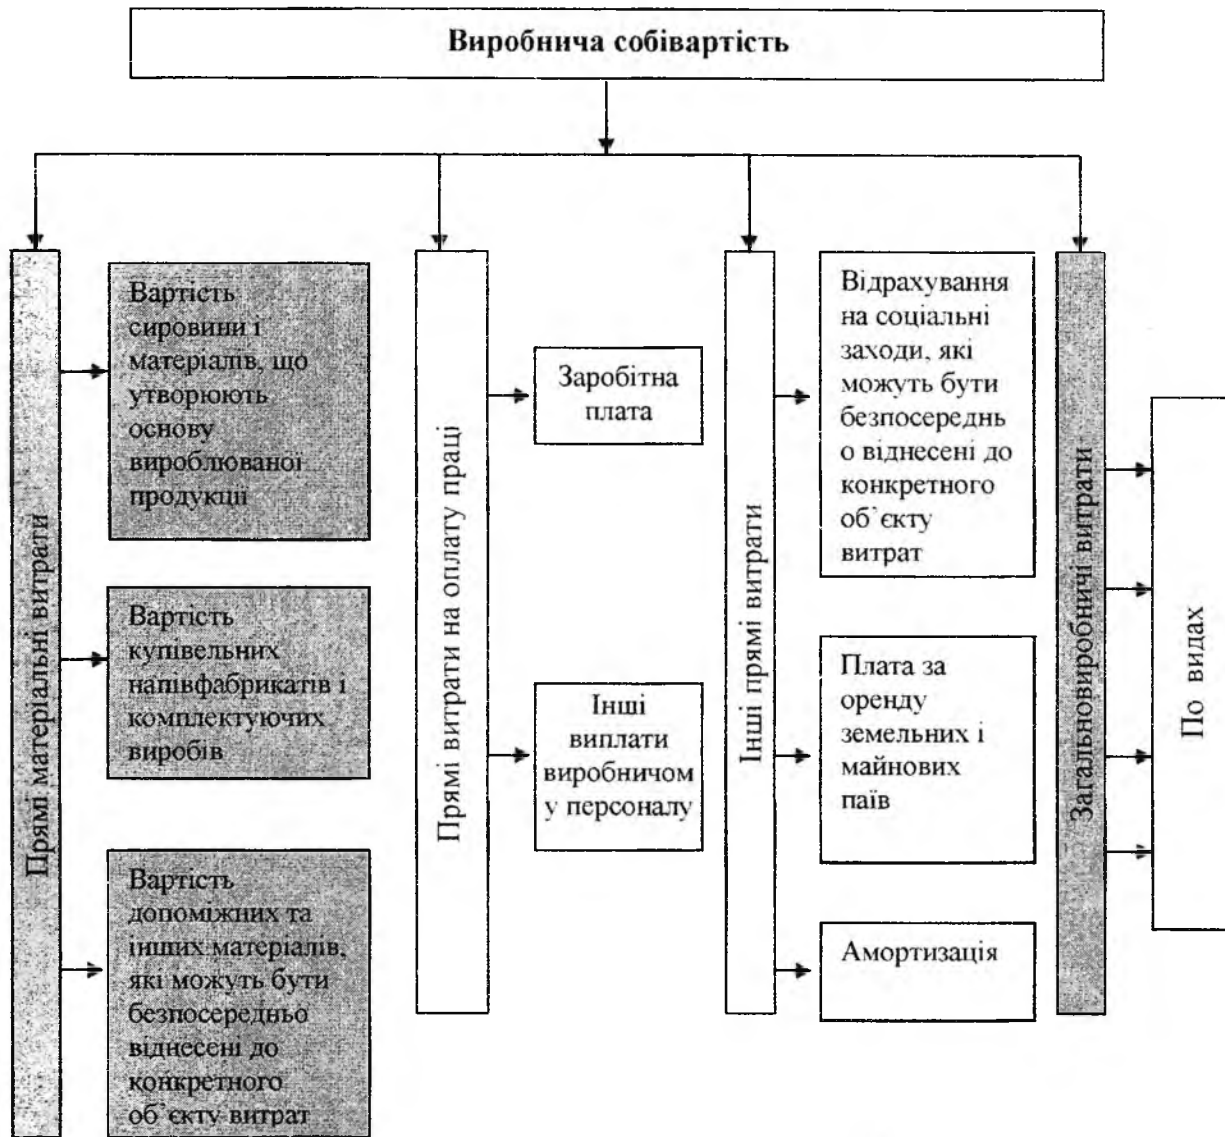 Виробнича собівартість
Прямі матеріальні витрати
Вартість
сировини і
матеріалів, що
утворюють
основу
вироблюваної
продукції
Вартість
купівельних
напівфабрикатів і
комплектуючих
виробів
Вартість
допоміжних та
інших матеріалів,
які можуть бути
безпосередньо
віднесені до
конкретного
об`єкту витрат
Прямі витрати на оплату праці
Заробітна
плата
Інші
виплати
виробничом
у персоналу
Інші прямі витрати
Відрахування
на соціальні
заходи, які
можуть бути
безпосереднь
о віднесені до
конкретного
об`єкту
витрат
Плата за
оренду
земельних і
майнових
паїв
Амортизація
Загальновиробничі витрати
По видах